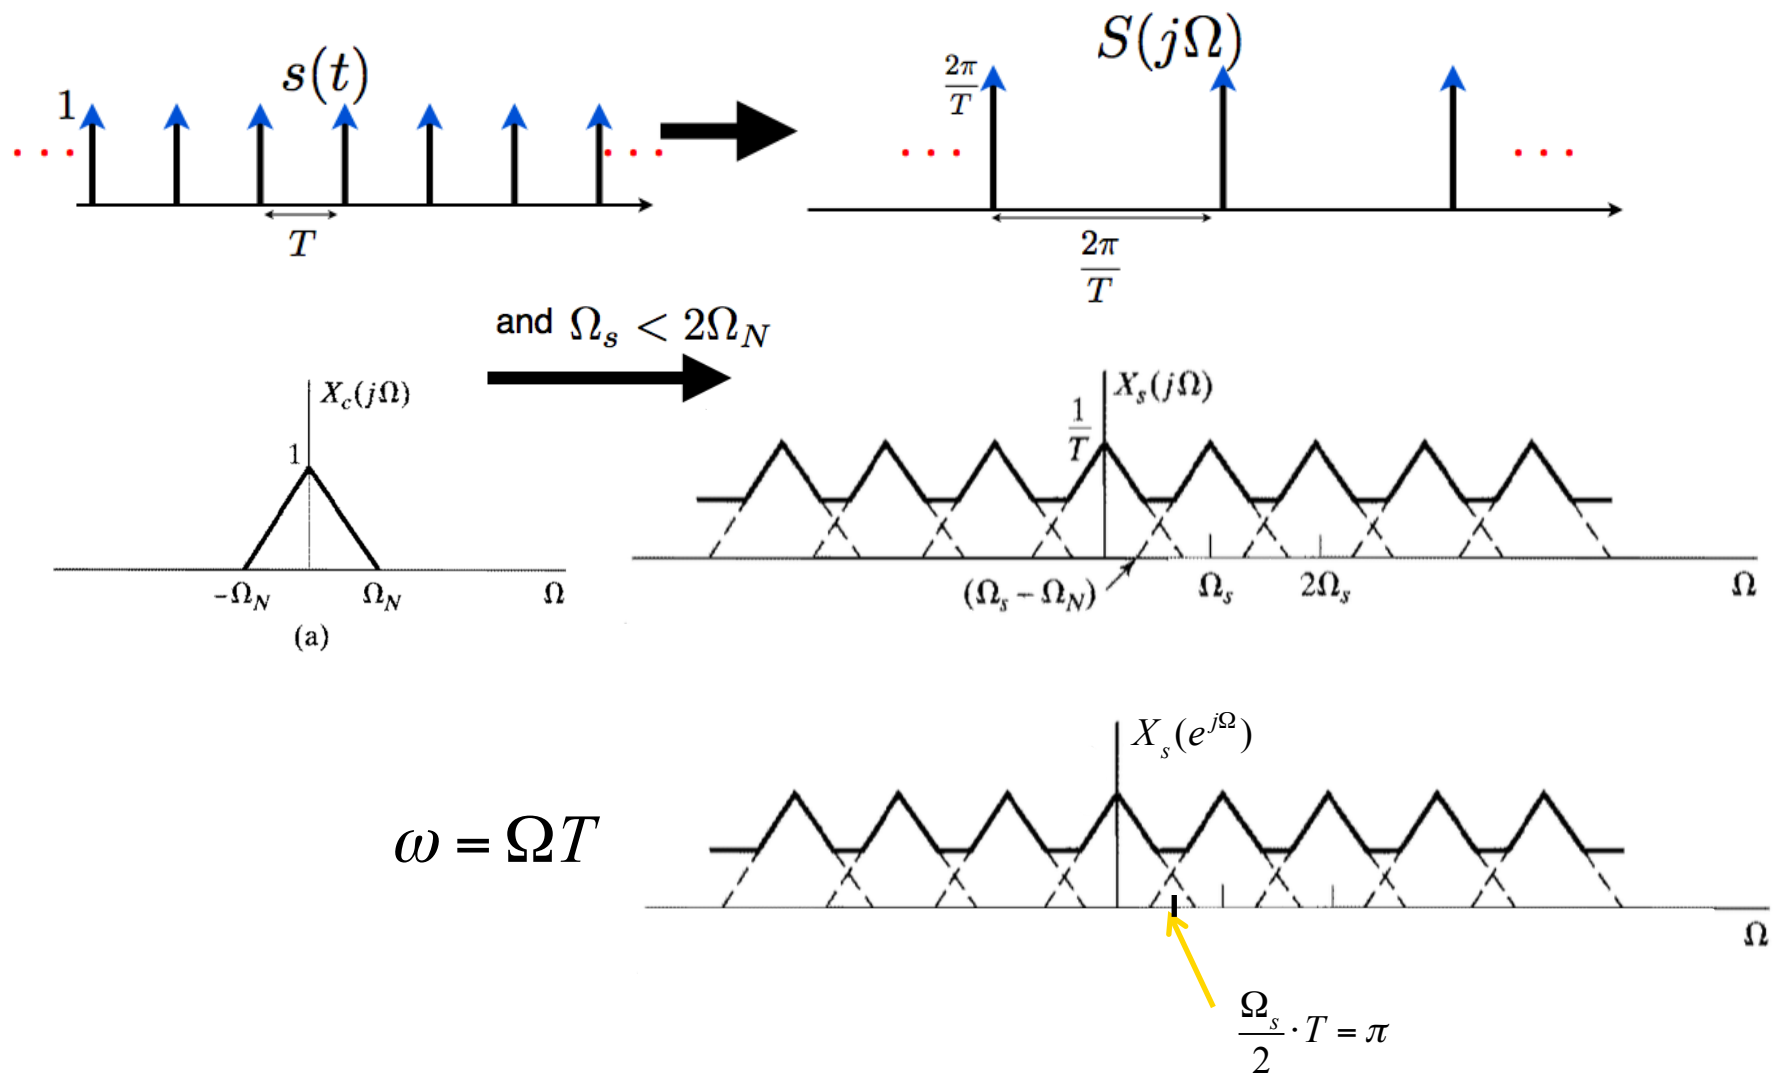 s(t)
1
. . .
. . .
T
S(jΩ)
2π/T
. . .
. . .
2π/T
and Ω_s < 2Ω_N
X_c(jΩ)
1
-Ω_N
Ω_N
Ω
(a)
X_s(jΩ)
1/T
(Ω_s – Ω_N)
Ω_s
2Ω_s
Ω
X_s(e^{jΩ})
ω = ΩT
Ω
Ω_s/2 · T = π